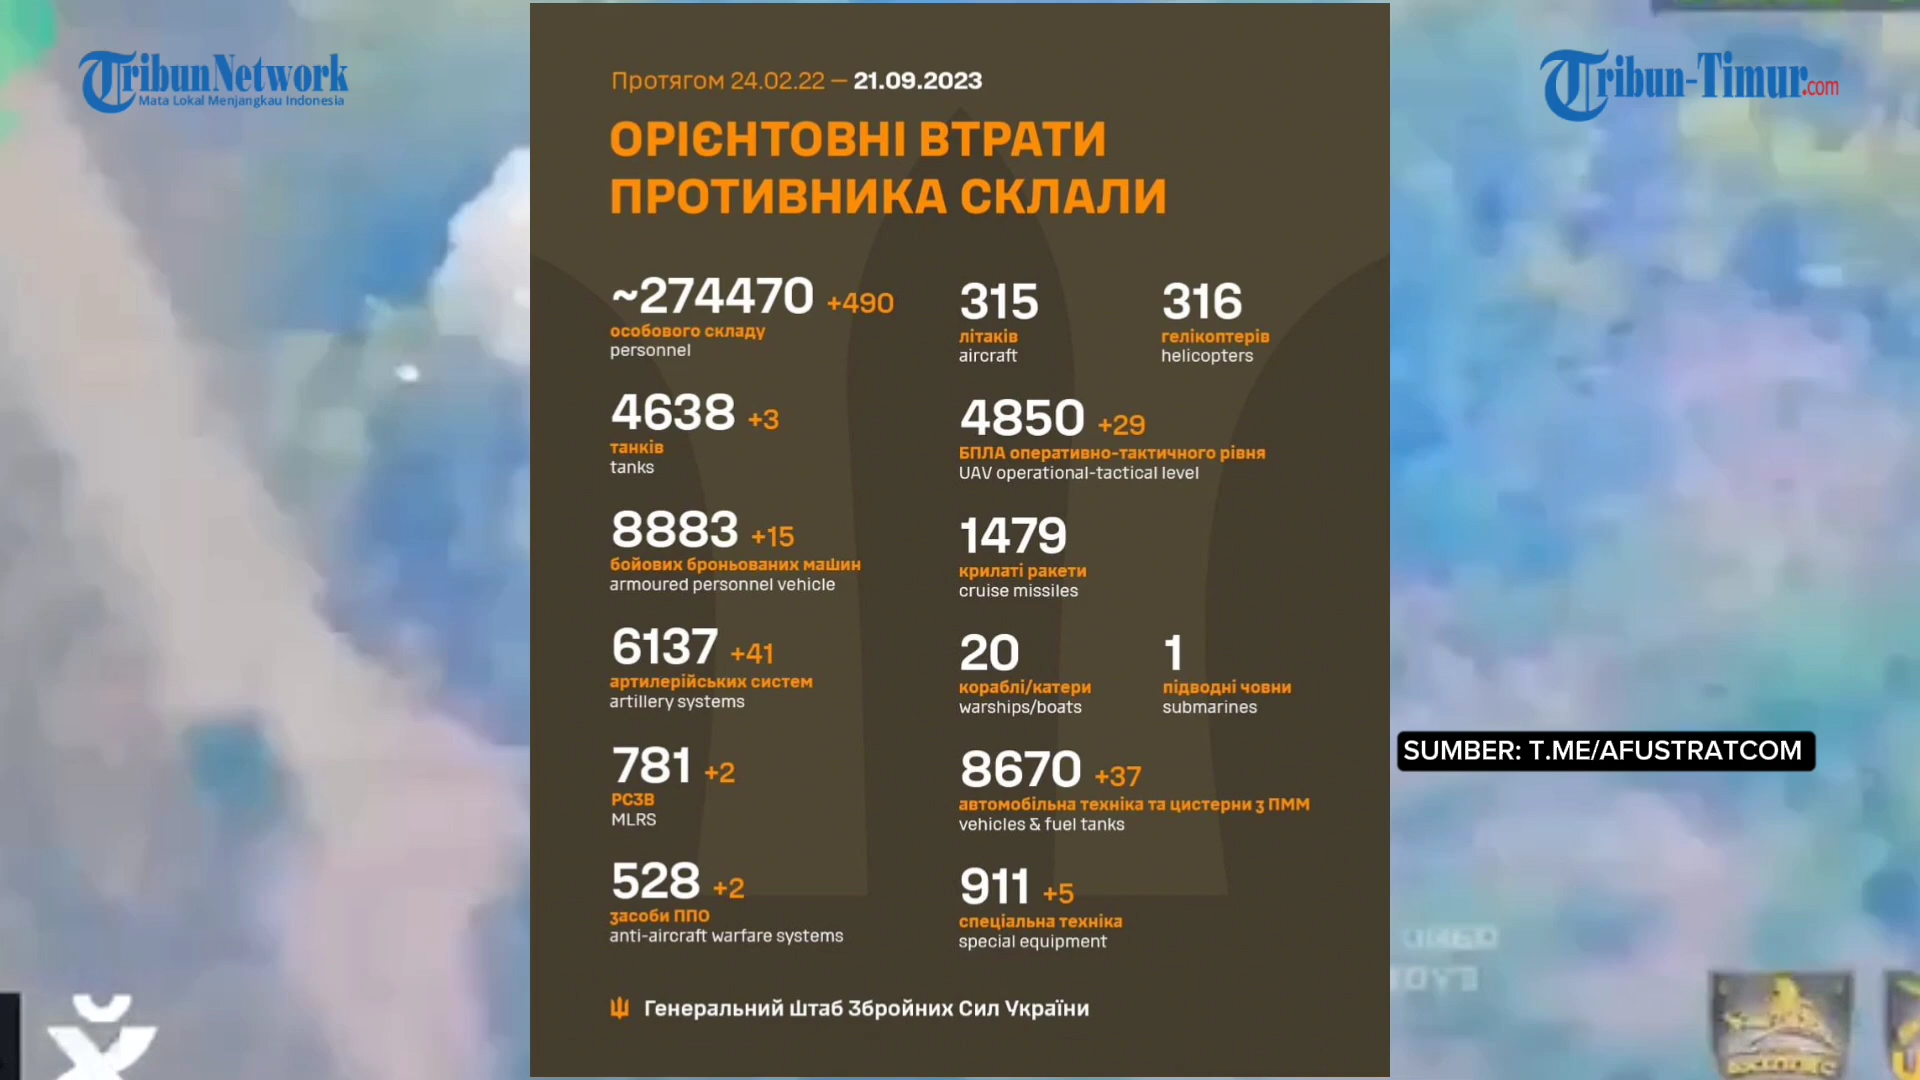 TribunNetwork
Mata Lokal Menjangkau Indonesia
Tribun-Timur.com
Протягом 24.02.22 — 21.09.2023
ОРІЄНТОВНІ ВТРАТИ
ПРОТИВНИКА СКЛАЛИ
~274470 +490
особового складу
personnel
315
літаків
aircraft
316
гелікоптерів
helicopters
4638 +3
танків
tanks
4850 +29
БПЛА оперативно-тактичного рівня
UAV operational-tactical level
8883 +15
бойових броньованих машин
armoured personnel vehicle
1479
крилаті ракети
cruise missiles
6137 +41
артилерійських систем
artillery systems
20
кораблі/катери
warships/boats
1
підводні човни
submarines
781 +2
РСЗВ
MLRS
8670 +37
автомобільна техніка та цистерни з ПММ
vehicles & fuel tanks
528 +2
засоби ППО
anti-aircraft warfare systems
911 +5
спеціальна техніка
special equipment
Генеральний штаб Збройних Сил України
SUMBER: T.ME/AFUSTRATCOM